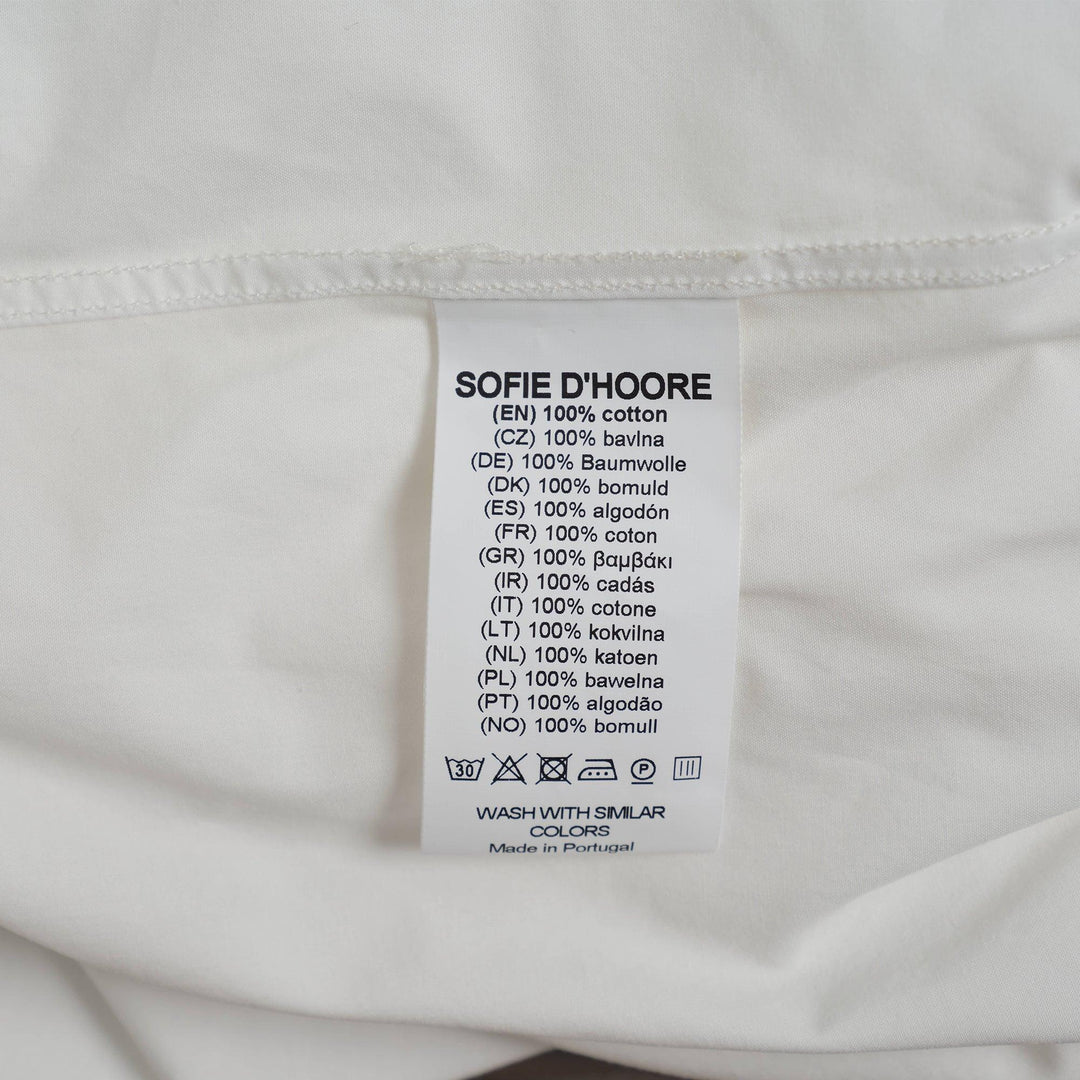 SOFIE D'HOORE
(EN) 100% cotton
(CZ) 100% bavlna
(DE) 100% Baumwolle
(DK) 100% bomuld
(ES) 100% algodón
(FR) 100% coton
(GR) 100% βαμβάκι
(IR) 100% cadás
(IT) 100% cotone
(LT) 100% kokvilna
(NL) 100% katoen
(PL) 100% bawelna
(PT) 100% algodão
(NO) 100% bomull
30 P
WASH WITH SIMILAR
COLORS
Made in Portugal